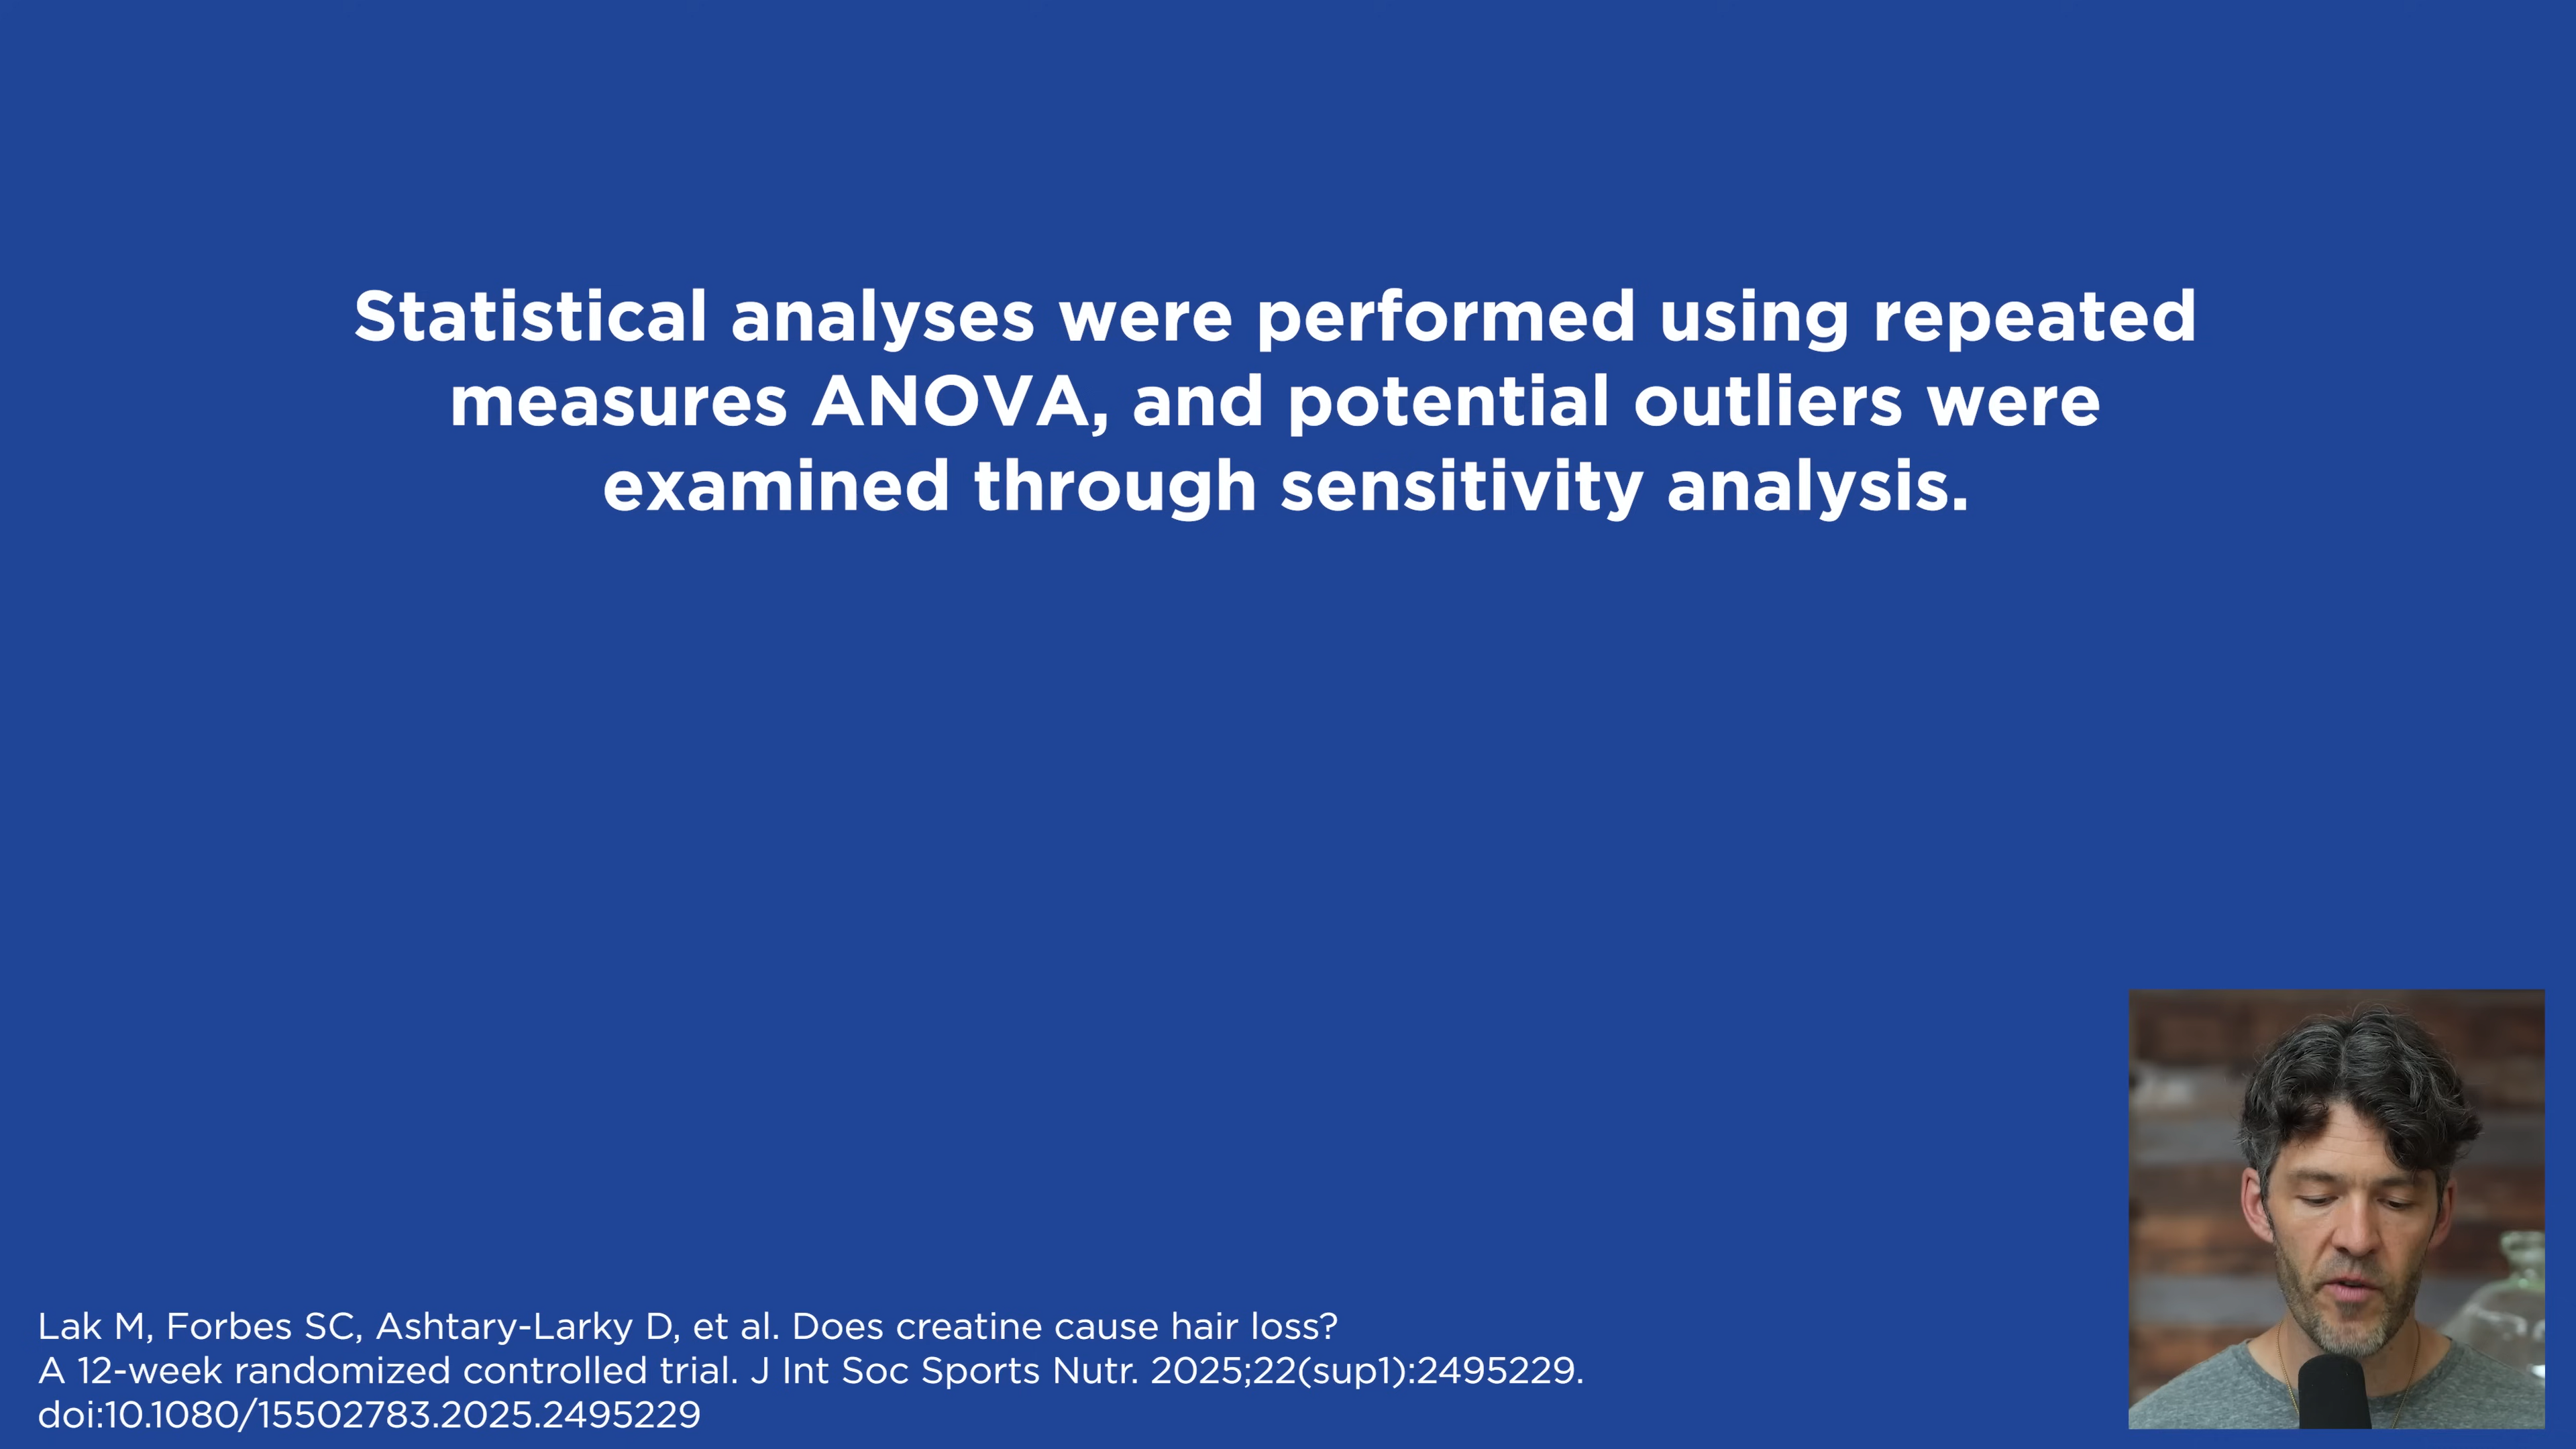 Statistical analyses were performed using repeated
measures ANOVA, and potential outliers were
examined through sensitivity analysis.
Lak M, Forbes SC, Ashtary-Larky D, et al. Does creatine cause hair loss?
A 12-week randomized controlled trial. J Int Soc Sports Nutr. 2025;22(sup1):2495229.
doi:10.1080/15502783.2025.2495229